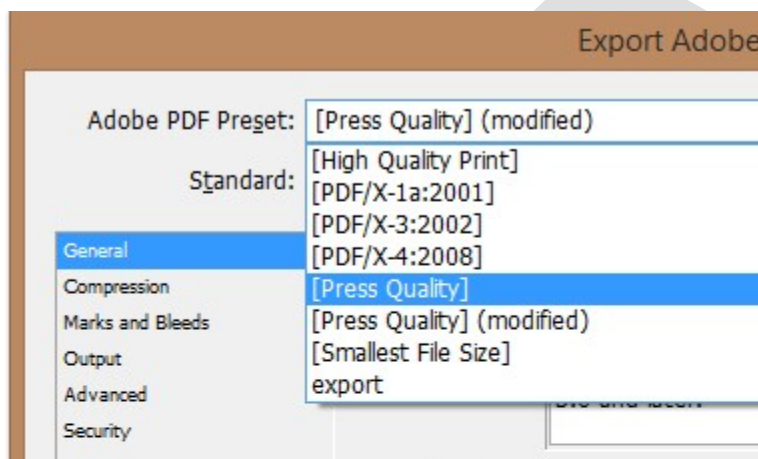 Export Adobe
Adobe PDF Preset: [Press Quality] (modified)
Standard:
[High Quality Print]
[PDF/X-1a:2001]
[PDF/X-3:2002]
[PDF/X-4:2008]
[Press Quality]
[Press Quality] (modified)
[Smallest File Size]
export
General
Compression
Marks and Bleeds
Output
Advanced
Security